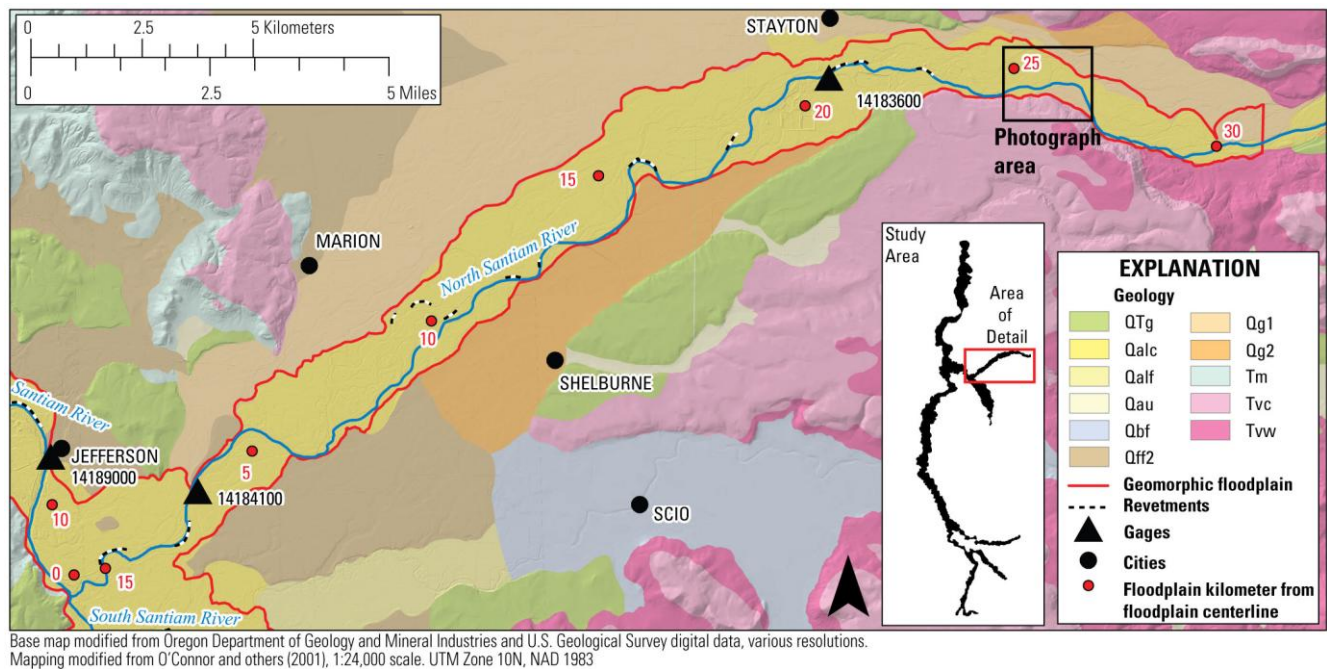 0 2.5 5 Kilometers
0 2.5 5 Miles
STAYTON
25
14183600
20
Photograph
area
30
15
MARION
North Santiam River
10
SHELBURNE
Santiam River
JEFFERSON
14189000
5
14184100
10
SCIO
0
15
South Santiam River
Study
Area
Area
of
Detail
EXPLANATION
Geology
QTg
Qalc
Qalf
Qau
Qbf
Qff2
Qg1
Qg2
Tm
Tvc
Tvw
Geomorphic floodplain
Revetments
Gages
Cities
Floodplain kilometer from
floodplain centerline
Base map modified from Oregon Department of Geology and Mineral Industries and U.S. Geological Survey digital data, various resolutions.
Mapping modified from O'Connor and others (2001), 1:24,000 scale. UTM Zone 10N, NAD 1983